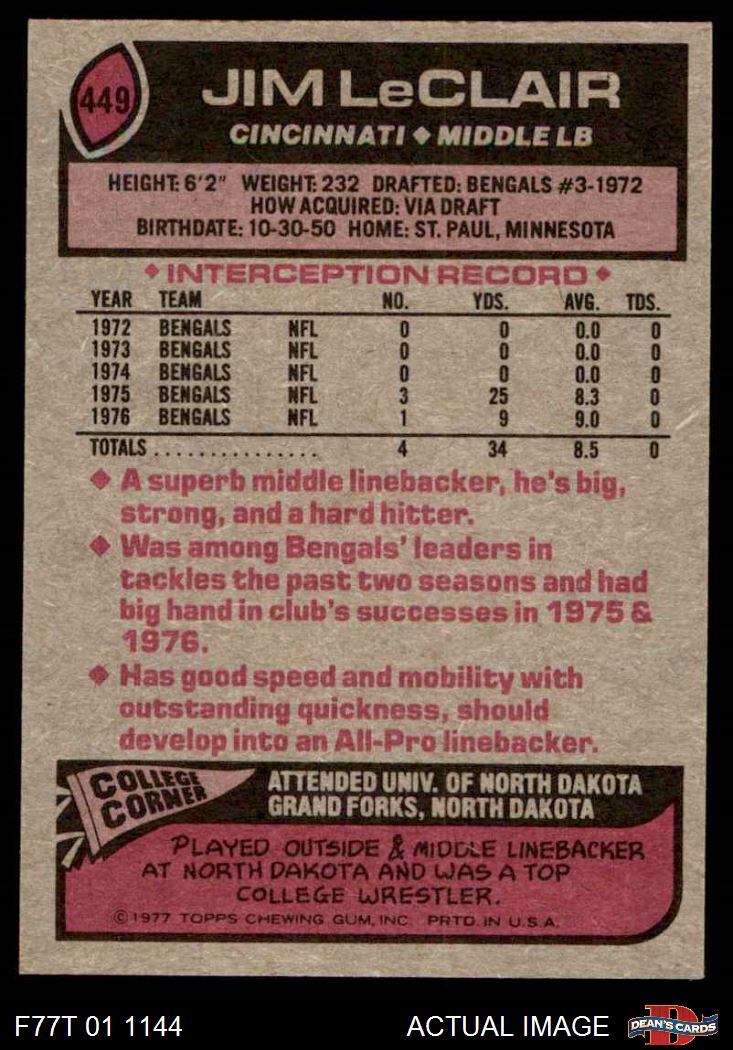 449
JIM LeCLAIR
CINCINNATI ◆ MIDDLE LB
HEIGHT: 6'2" WEIGHT: 232 DRAFTED: BENGALS #3-1972
HOW ACQUIRED: VIA DRAFT
BIRTHDATE: 10-30-50 HOME: ST. PAUL, MINNESOTA
◆ INTERCEPTION RECORD ◆
YEAR TEAM NO. YDS. AVG. TDS.
1972 BENGALS NFL 0 0 0.0 0
1973 BENGALS NFL 0 0 0.0 0
1974 BENGALS NFL 0 0 0.0 0
1975 BENGALS NFL 3 25 8.3 0
1976 BENGALS NFL 1 9 9.0 0
TOTALS ................ 4 34 8.5 0
◆ A superb middle linebacker, he's big,
strong, and a hard hitter.
◆ Was among Bengals' leaders in
tackles the past two seasons and had
big hand in club's successes in 1975 &
1976.
◆ Has good speed and mobility with
outstanding quickness, should
develop into an All-Pro linebacker.
COLLEGE
CORNER
ATTENDED UNIV. OF NORTH DAKOTA
GRAND FORKS, NORTH DAKOTA
PLAYED OUTSIDE & MIDDLE LINEBACKER
AT NORTH DAKOTA AND WAS A TOP
COLLEGE WRESTLER.
©1977 TOPPS CHEWING GUM, INC. PRTD. IN U.S.A.
F77T 01 1144
ACTUAL IMAGE
D
DEAN'S CARDS